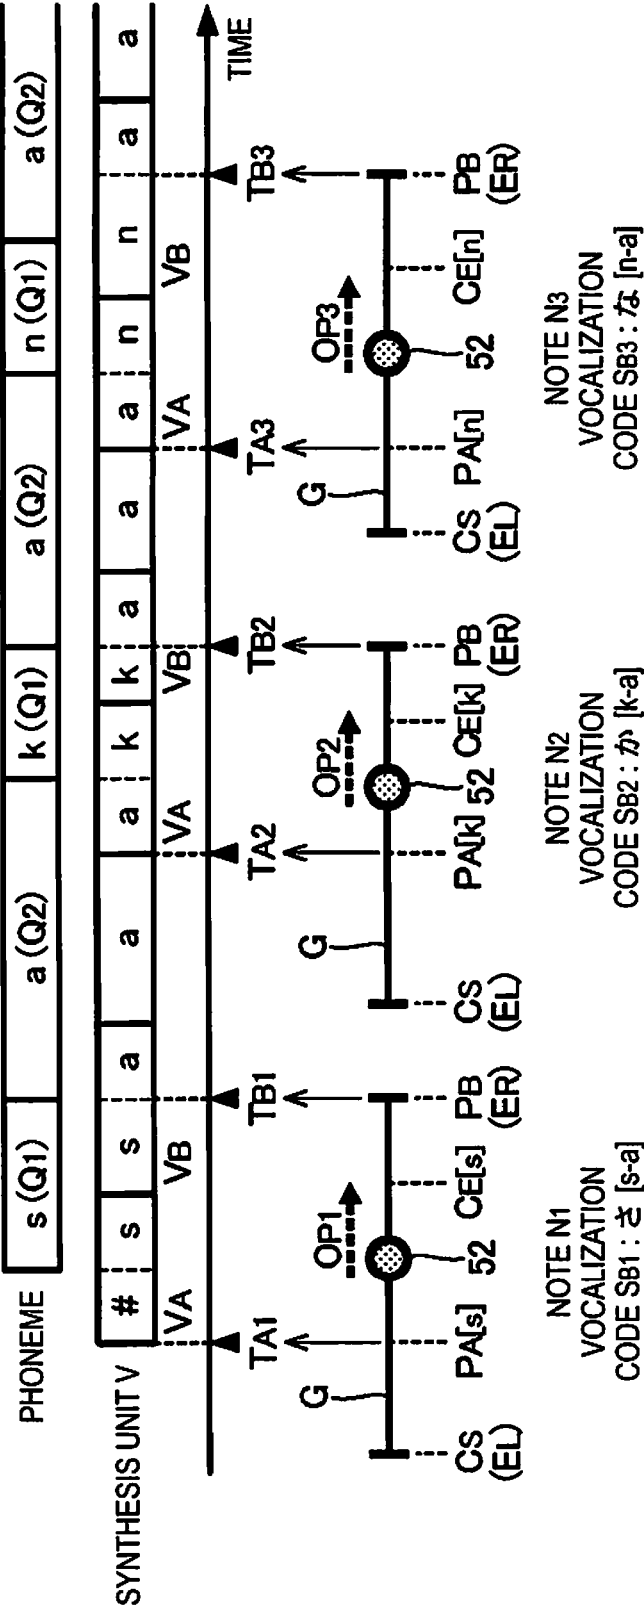 PHONEME
s (Q1)
a (Q2)
k (Q1)
a (Q2)
n (Q1)
a (Q2)
SYNTHESIS UNIT V
#
s
s
a
a
a
k
k
a
a
a
n
n
a
a
VA
VB
VA
VB
VA
VB
TIME
TA1
TB1
TA2
TB2
TA3
TB3
G
OP1
52
G
OP2
52
G
OP3
52
CS
(EL)
PA[s]
CE[s]
PB
(ER)
CS
(EL)
PA[k]
CE[k]
PB
(ER)
CS
(EL)
PA[n]
CE[n]
PB
(ER)
NOTE N1
VOCALIZATION
CODE SB1 : さ [s-a]
NOTE N2
VOCALIZATION
CODE SB2 : か [k-a]
NOTE N3
VOCALIZATION
CODE SB3 : な [n-a]